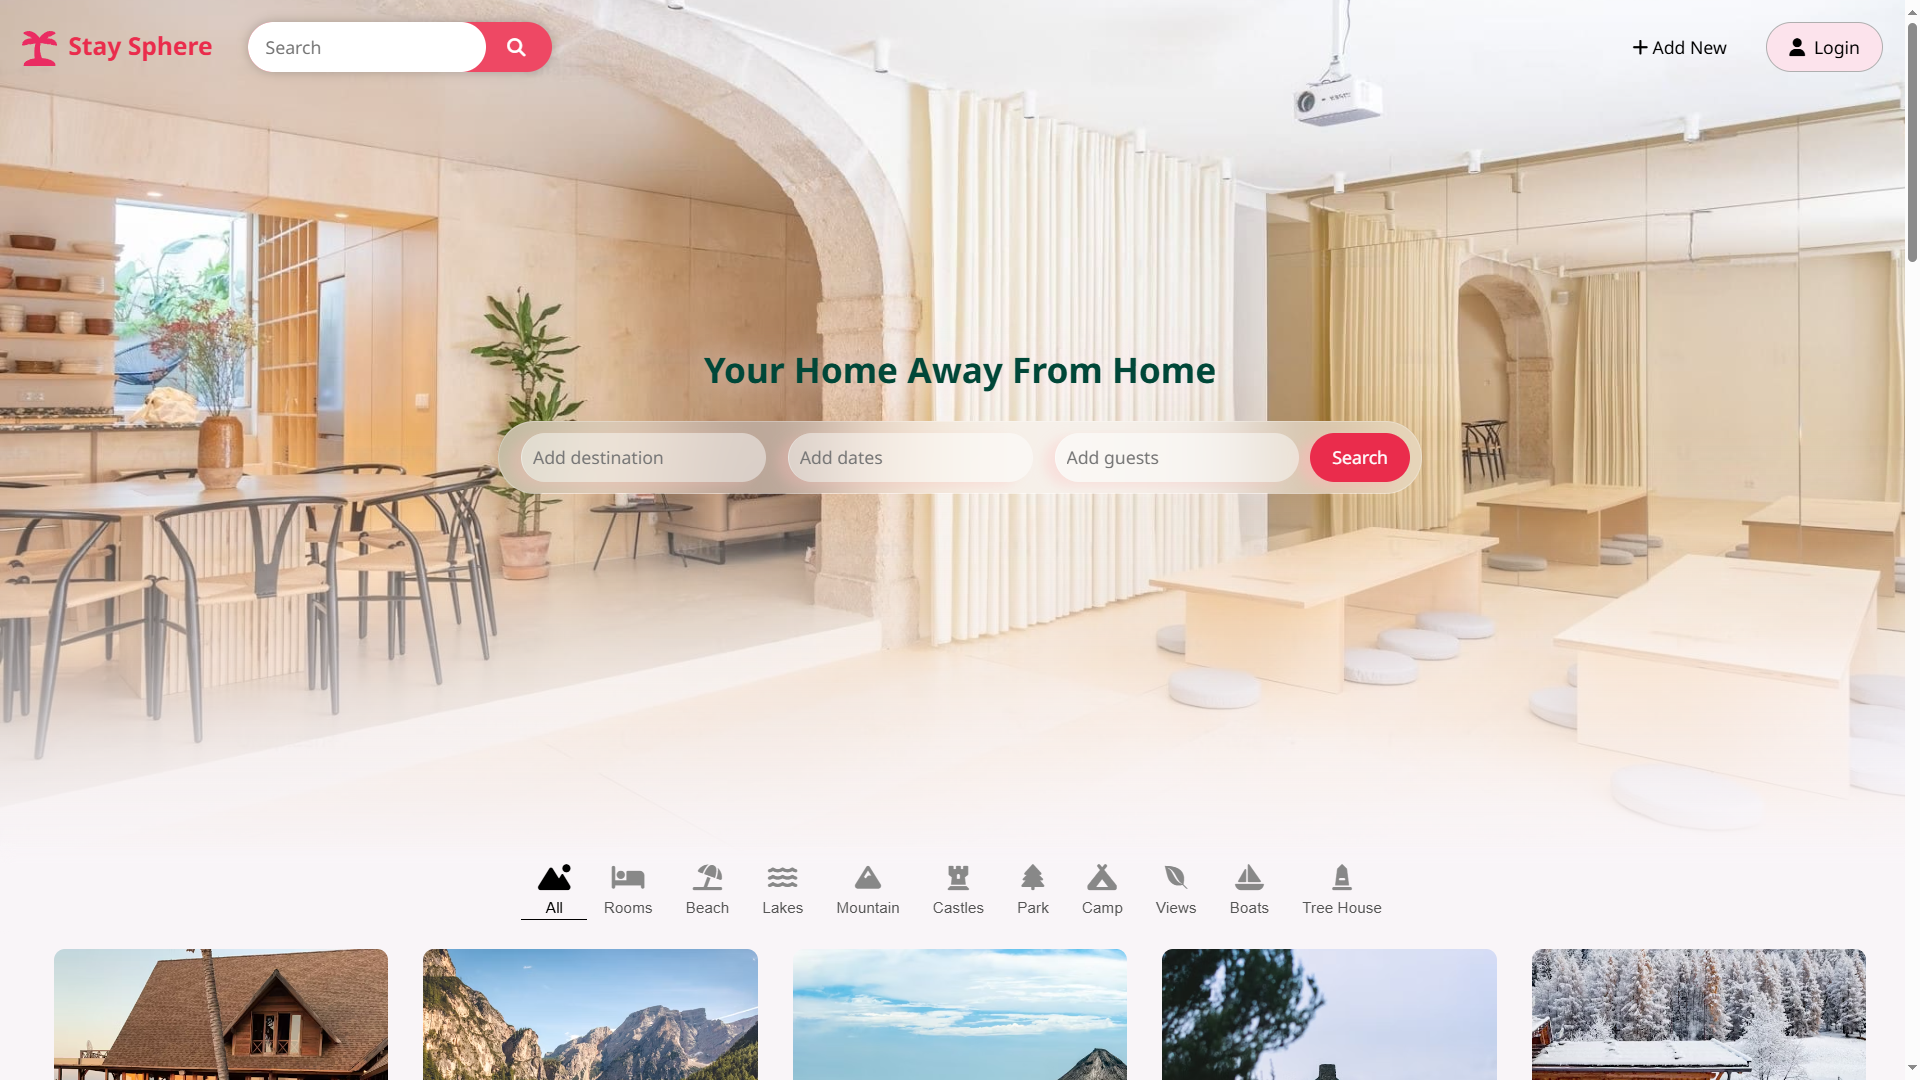 Stay Sphere
Search
Add New
Login
Your Home Away From Home
Add destination
Add dates
Add guests
Search
All
Rooms
Beach
Lakes
Mountain
Castles
Park
Camp
Views
Boats
Tree House